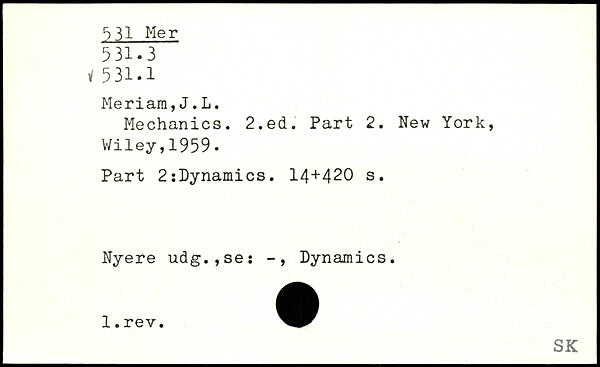 531 Mer
531.3
√ 531.1
Meriam,J.L.
Mechanics. 2.ed. Part 2. New York,
Wiley,1959.
Part 2:Dynamics. 14+420 s.
Nyere udg.,se: -, Dynamics.
1.rev.
SK